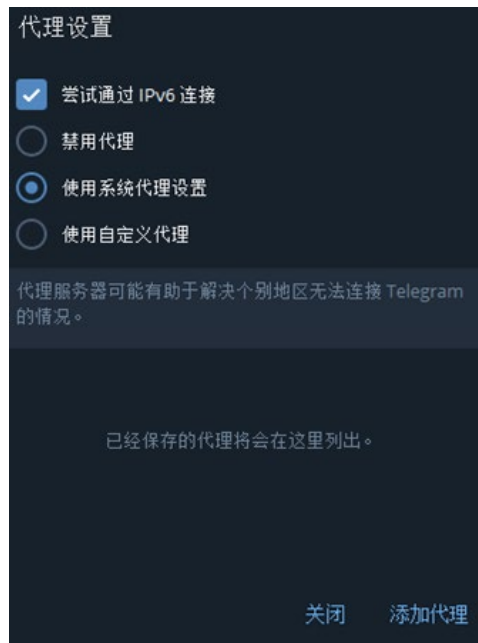 代理设置
尝试通过 IPv6 连接
禁用代理
使用系统代理设置
使用自定义代理
代理服务器可能有助于解决个别地区无法连接 Telegram
的情况。
已经保存的代理将会在这里列出。
关闭 添加代理